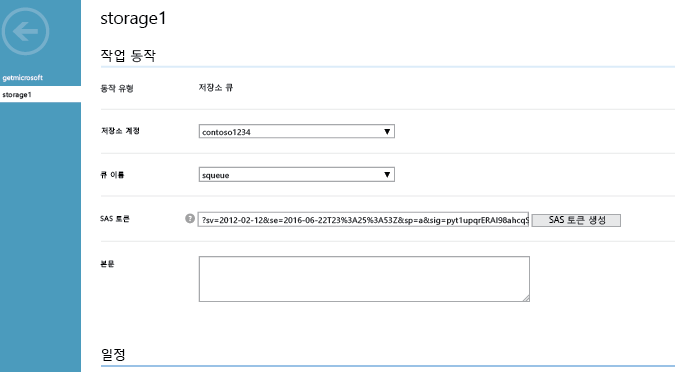 storage1
작업 동작
getmicrosoft
storage1
동작 유형 저장소 큐
저장소 계정 contoso1234
큐 이름 squeue
SAS 토큰 ? ?sv=2012-02-12&se=2016-06-22T23%3A25%3A53Z&sp=a&sig=pyt1upqrERAI98ahcqS SAS 토큰 생성
본문
일정